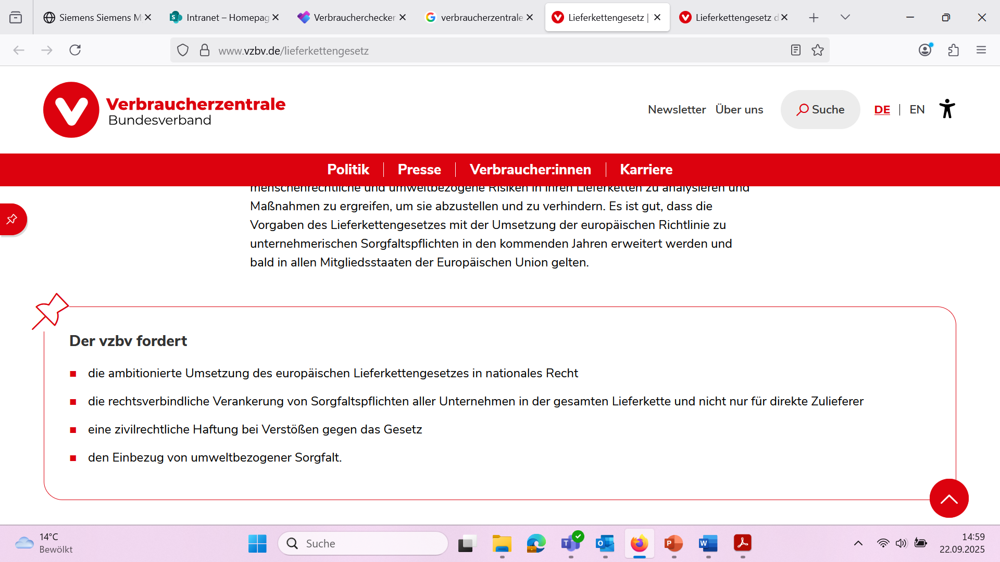 Siemens Siemens M
Intranet – Homepag
Verbraucherchecker
verbraucherzentrale
Lieferkettengesetz |
Lieferkettengesetz d
www.vzbv.de/lieferkettengesetz
Verbraucherzentrale
Bundesverband
Newsletter
Über uns
Suche
DE | EN
Politik | Presse | Verbraucher:innen | Karriere
menschenrechtliche und umweltbezogene Risiken in ihren Lieferketten zu analysieren und
Maßnahmen zu ergreifen, um sie abzustellen und zu verhindern. Es ist gut, dass die
Vorgaben des Lieferkettengesetzes mit der Umsetzung der europäischen Richtlinie zu
unternehmerischen Sorgfaltspflichten in den kommenden Jahren erweitert werden und
bald in allen Mitgliedsstaaten der Europäischen Union gelten.
Der vzbv fordert
die ambitionierte Umsetzung des europäischen Lieferkettengesetzes in nationales Recht
die rechtsverbindliche Verankerung von Sorgfaltspflichten aller Unternehmen in der gesamten Lieferkette und nicht nur für direkte Zulieferer
eine zivilrechtliche Haftung bei Verstößen gegen das Gesetz
den Einbezug von umweltbezogener Sorgfalt.
14°C
Bewölkt
Suche
14:59
22.09.2025